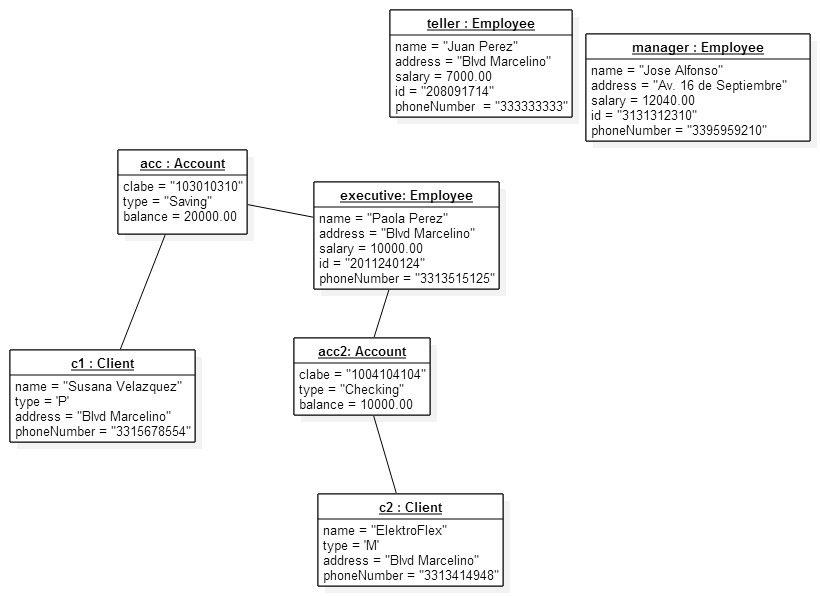 teller : Employee
name = "Juan Perez"
address = "Blvd Marcelino"
salary = 7000.00
id = "208091714"
phoneNumber  = "333333333"
manager : Employee
name = "Jose Alfonso"
address = "Av. 16 de Septiembre"
salary = 12040.00
id = "3131312310"
phoneNumber = "3395959210"
acc : Account
clabe = "103010310"
type = "Saving"
balance = 20000.00
executive: Employee
name = "Paola Perez"
address = "Blvd Marcelino"
salary = 10000.00
id = "2011240124"
phoneNumber = "3313515125"
c1 : Client
name = "Susana Velazquez"
type = 'P'
address = "Blvd Marcelino"
phoneNumber = "3315678554"
acc2: Account
clabe = "1004104104"
type = "Checking"
balance = 10000.00
c2 : Client
name = "ElektroFlex"
type = 'M'
address = "Blvd Marcelino"
phoneNumber = "3313414948"